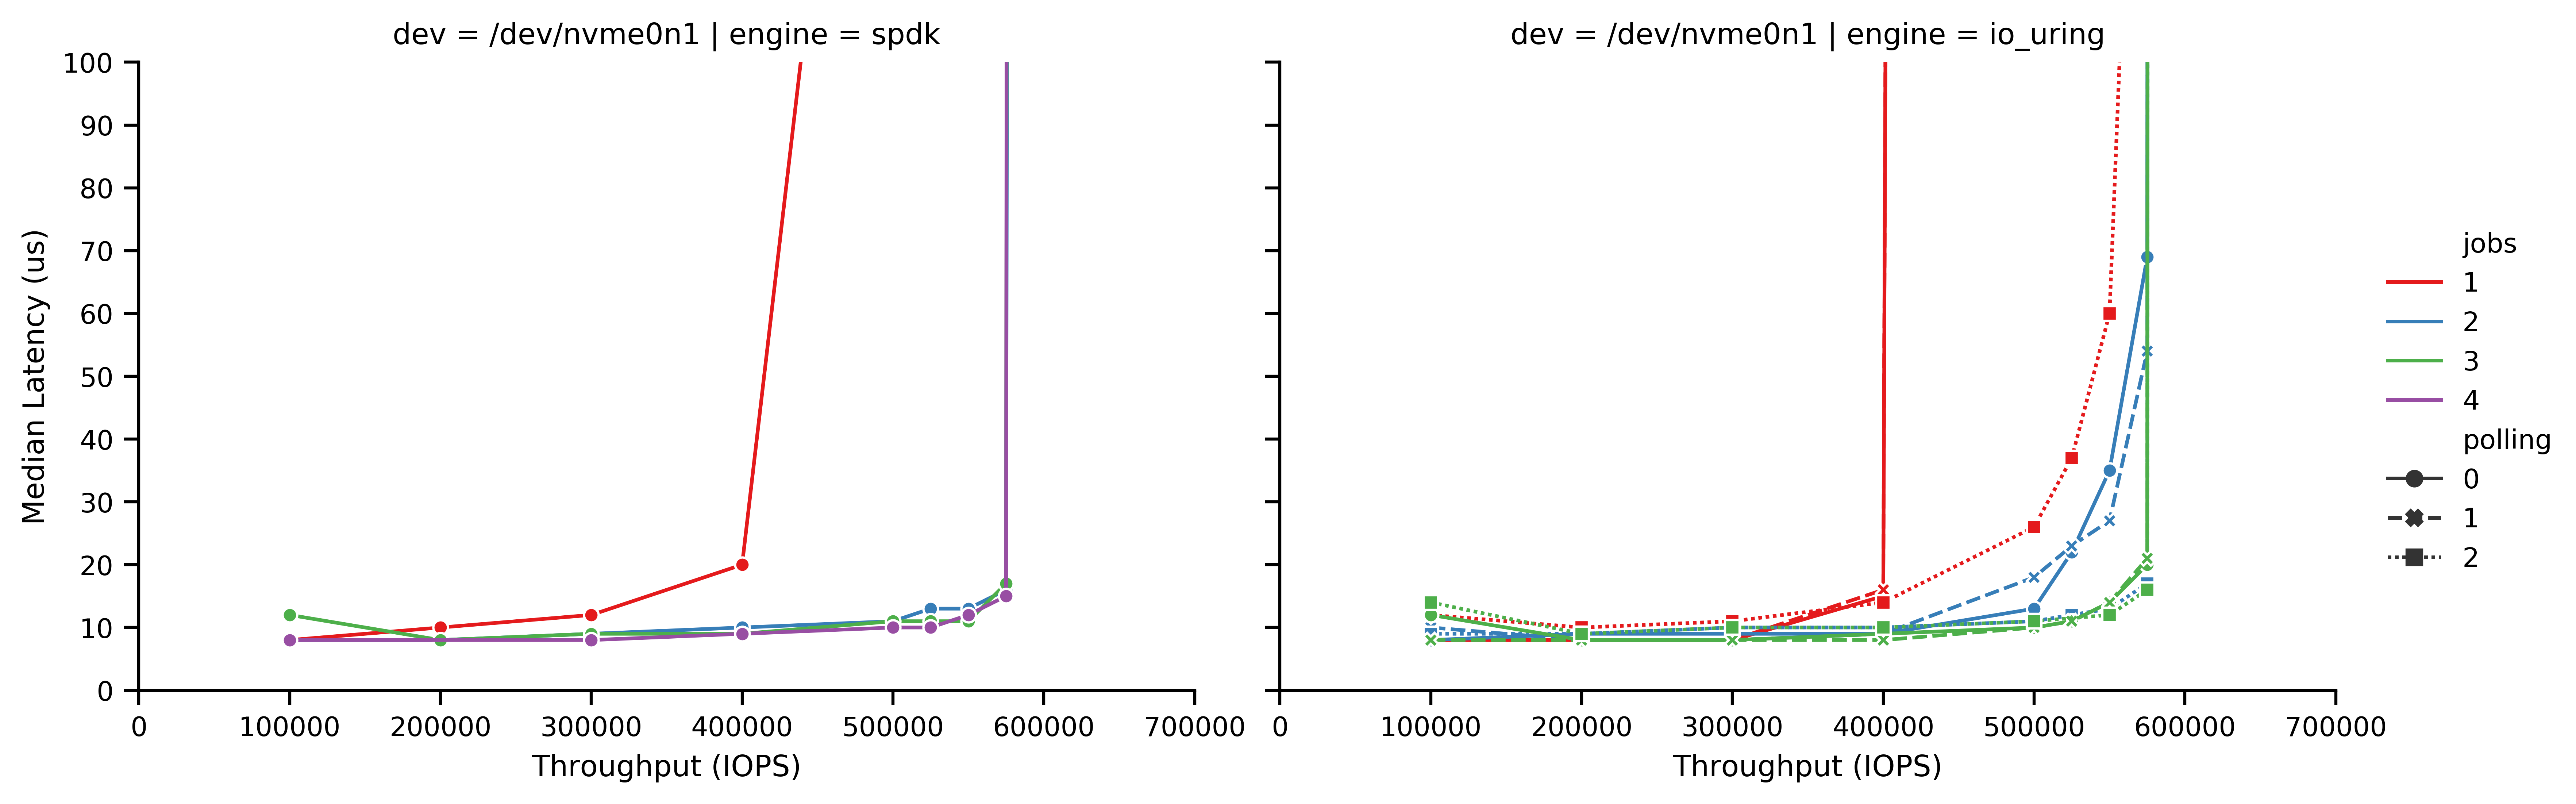 dev = /dev/nvme0n1 | engine = spdk
dev = /dev/nvme0n1 | engine = io_uring
Median Latency (us)
100
90
80
70
60
50
40
30
20
10
0
0 100000 200000 300000 400000 500000 600000 700000
Throughput (IOPS)
0 100000 200000 300000 400000 500000 600000 700000
Throughput (IOPS)
jobs
1
2
3
4
polling
0
1
2